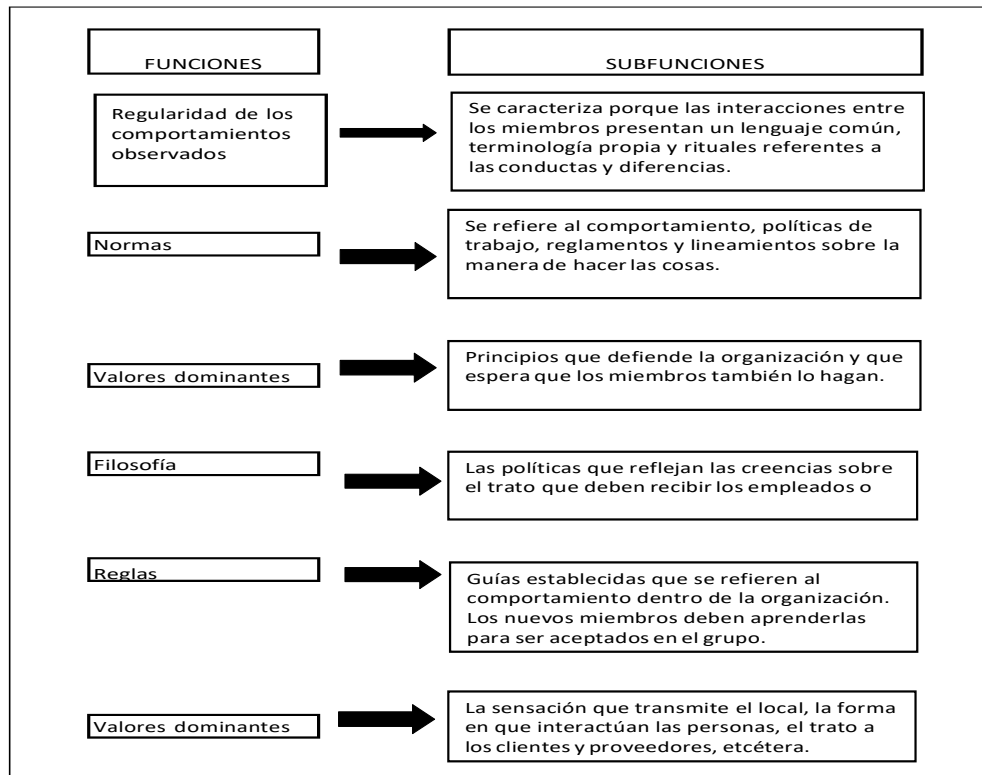 FUNCIONES
SUBFUNCIONES
Regularidad de los
comportamientos
observados
Se caracteriza porque las interacciones entre
los miembros presentan un lenguaje común,
terminología propia y rituales referentes a
las conductas y diferencias.
Normas
Se refiere al comportamiento, políticas de
trabajo, reglamentos y lineamientos sobre la
manera de hacer las cosas.
Valores dominantes
Principios que defiende la organización y que
espera que los miembros también lo hagan.
Filosofía
Las políticas que reflejan las creencias sobre
el trato que deben recibir los empleados o
Reglas
Guías establecidas que se refieren al
comportamiento dentro de la organización.
Los nuevos miembros deben aprenderlas
para ser aceptados en el grupo.
Valores dominantes
La sensación que transmite el local, la forma
en que interactúan las personas, el trato a
los clientes y proveedores, etcétera.